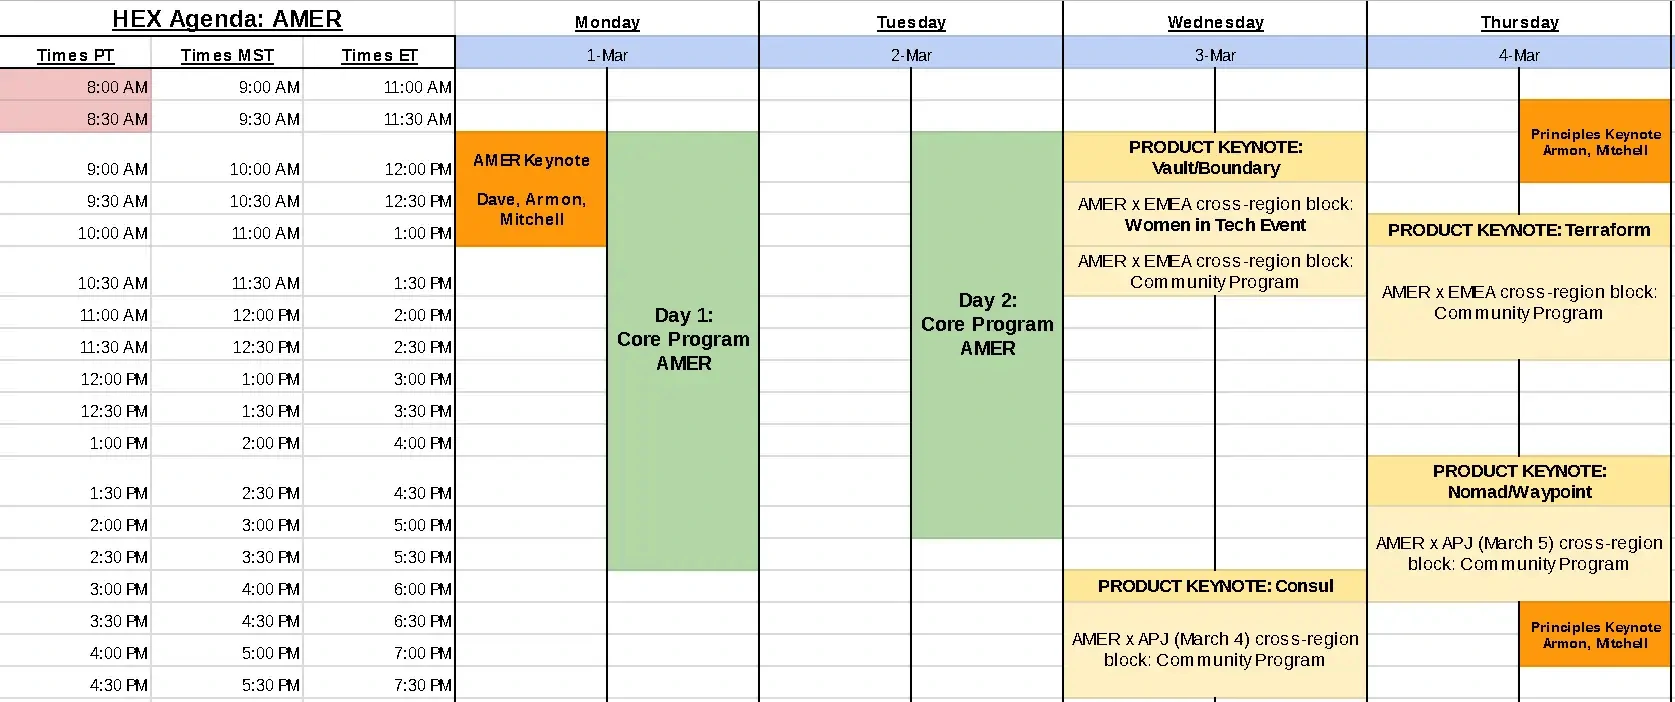 HEX Agenda: AMER
Monday
Tuesday
Wednesday
Thursday
Times PT
Times MST
Times ET
1-Mar
2-Mar
3-Mar
4-Mar
8:00 AM
9:00 AM
11:00 AM
8:30 AM
9:30 AM
11:30 AM
9:00 AM
10:00 AM
12:00 PM
9:30 AM
10:30 AM
12:30 PM
10:00 AM
11:00 AM
1:00 PM
10:30 AM
11:30 AM
1:30 PM
11:00 AM
12:00 PM
2:00 PM
11:30 AM
12:30 PM
2:30 PM
12:00 PM
1:00 PM
3:00 PM
12:30 PM
1:30 PM
3:30 PM
1:00 PM
2:00 PM
4:00 PM
1:30 PM
2:30 PM
4:30 PM
2:00 PM
3:00 PM
5:00 PM
2:30 PM
3:30 PM
5:30 PM
3:00 PM
4:00 PM
6:00 PM
3:30 PM
4:30 PM
6:30 PM
4:00 PM
5:00 PM
7:00 PM
4:30 PM
5:30 PM
7:30 PM
AMER Keynote
Dave, Armon,
Mitchell
Day 1:
Core Program
AMER
Day 2:
Core Program
AMER
PRODUCT KEYNOTE:
Vault/Boundary
AMER x EMEA cross-region block:
Women in Tech Event
AMER x EMEA cross-region block:
Community Program
PRODUCT KEYNOTE: Consul
AMER x APJ (March 4) cross-region
block: Community Program
Principles Keynote
Armon, Mitchell
PRODUCT KEYNOTE: Terraform
AMER x EMEA cross-region block:
Community Program
PRODUCT KEYNOTE:
Nomad/Waypoint
AMER x APJ (March 5) cross-region
block: Community Program
Principles Keynote
Armon, Mitchell